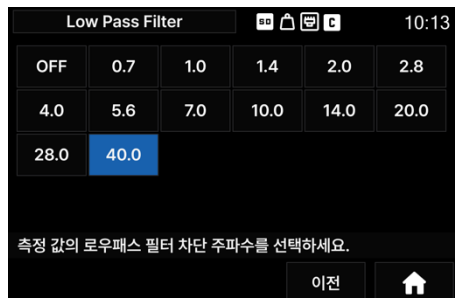 Low Pass Filter SD C 10:13
OFF 0.7 1.0 1.4 2.0 2.8
4.0 5.6 7.0 10.0 14.0 20.0
28.0 40.0
측정 값의 로우패스 필터 차단 주파수를 선택하세요.
이전